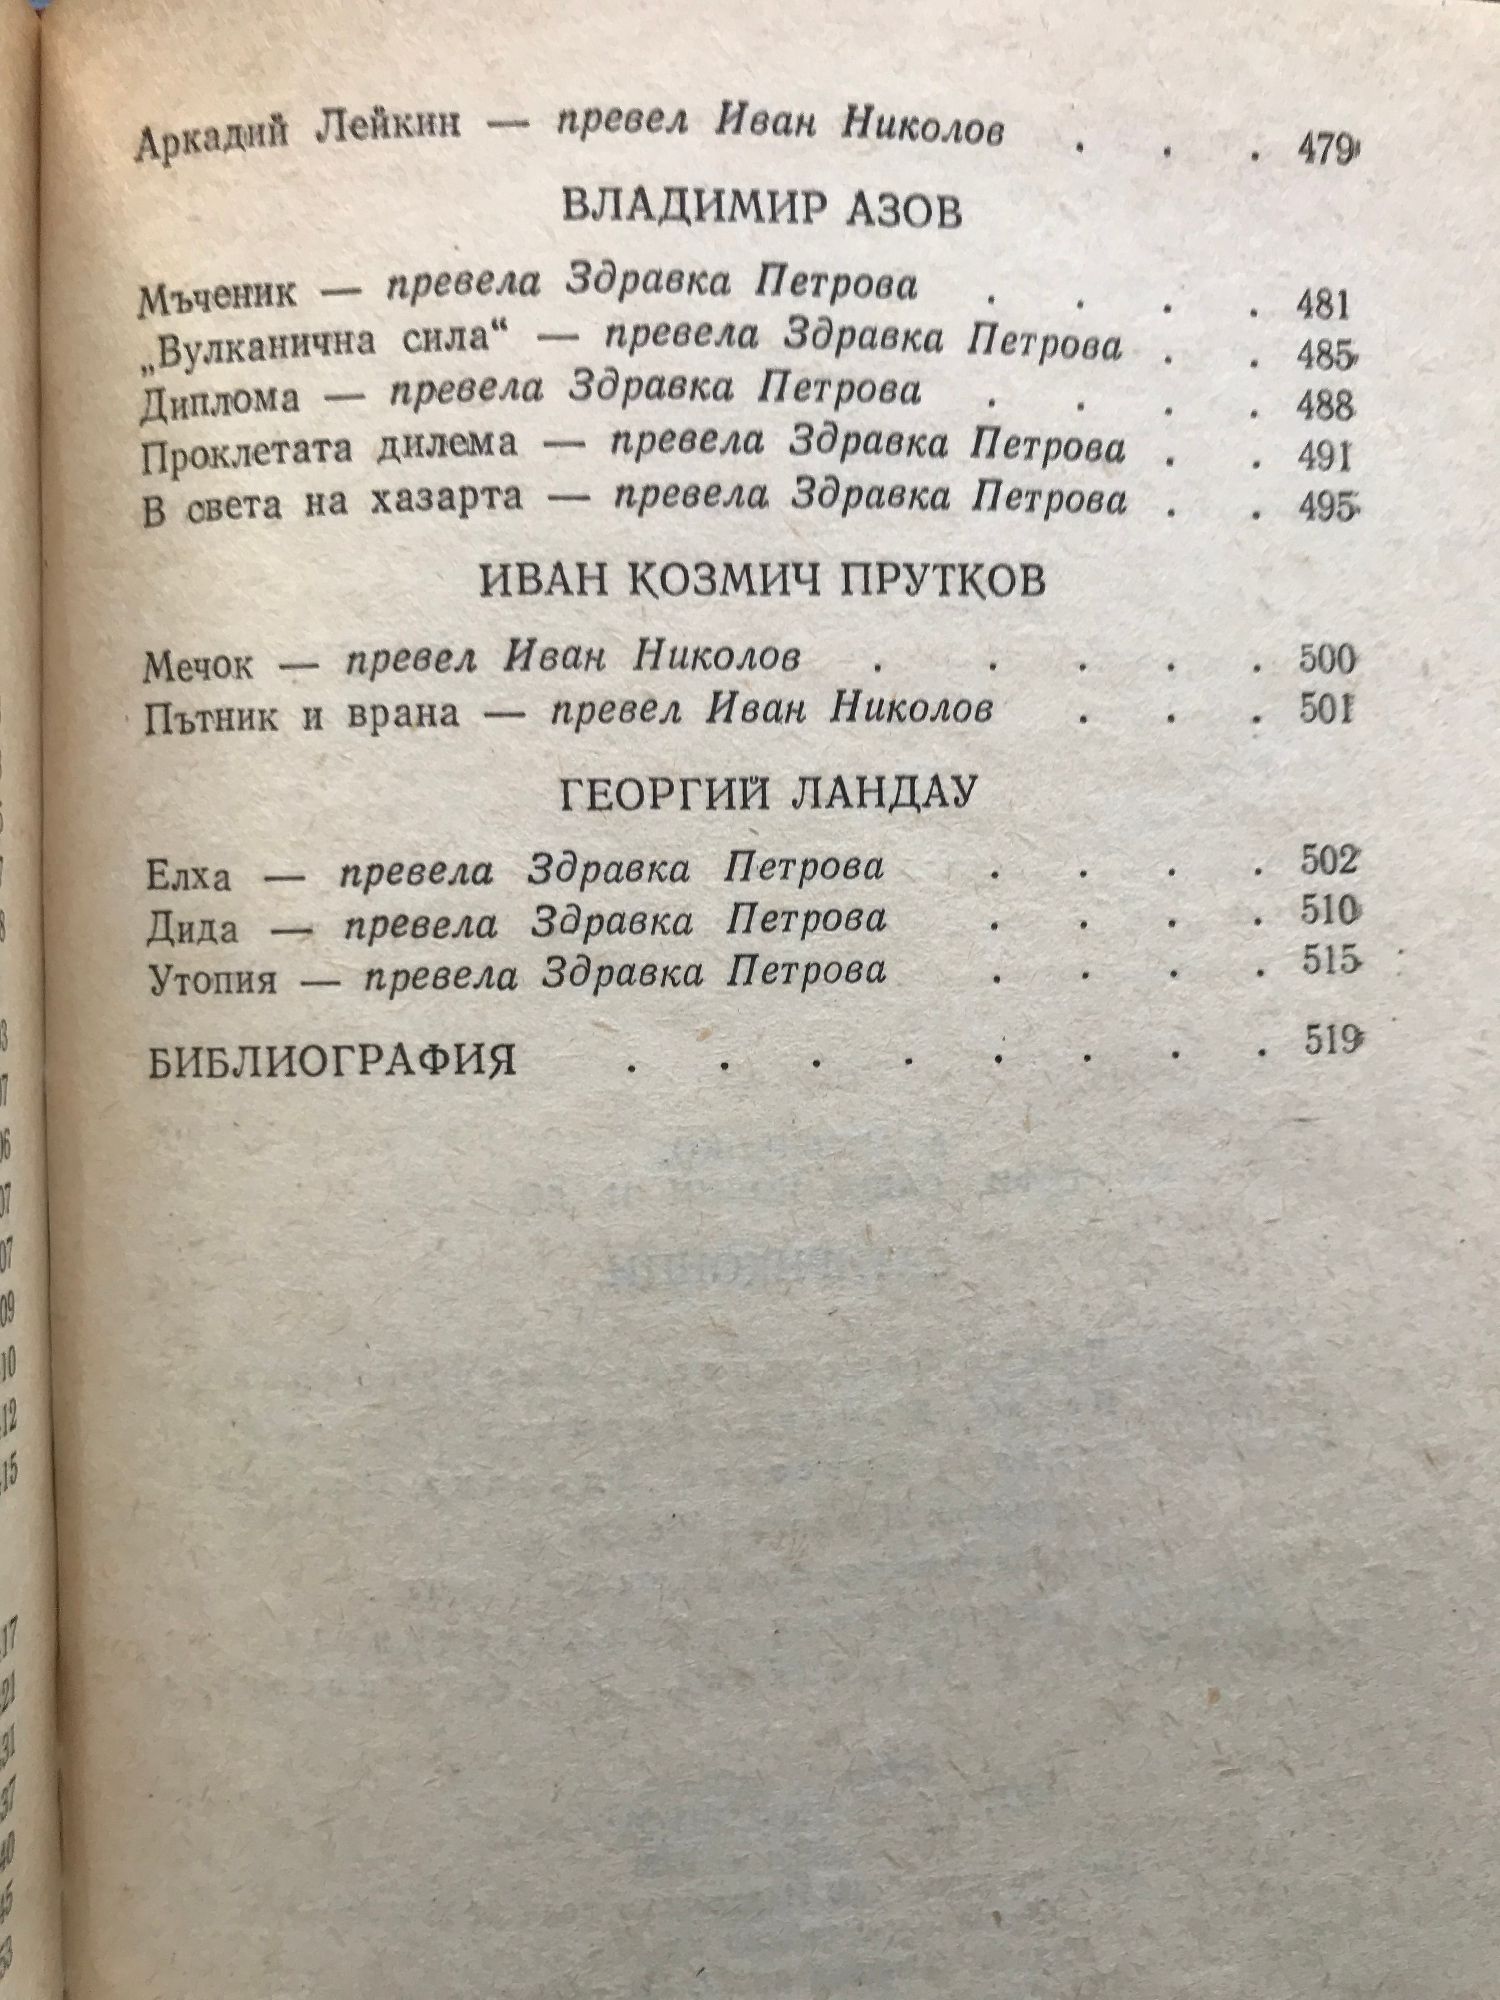 Аркадий Лейкин — превел Иван Николов . . . 479
ВЛАДИМИР АЗОВ
Мъченик — превела Здравка Петрова . . . . 481
„Вулканична сила“ — превела Здравка Петрова . . 485
Диплома — превела Здравка Петрова . . . . 488
Проклетата дилема — превела Здравка Петрова . . 491
В света на хазарта — превела Здравка Петрова . . 495
ИВАН КОЗМИЧ ПРУТКОВ
Мечок — превел Иван Николов . . . . . 500
Пътник и врана — превел Иван Николов . . . 501
ГЕОРГИЙ ЛАНДАУ
Елха — превела Здравка Петрова . . . . 502
Дида — превела Здравка Петрова . . . . 510
Утопия — превела Здравка Петрова . . . . 515
БИБЛИОГРАФИЯ . . . . . . . . 519